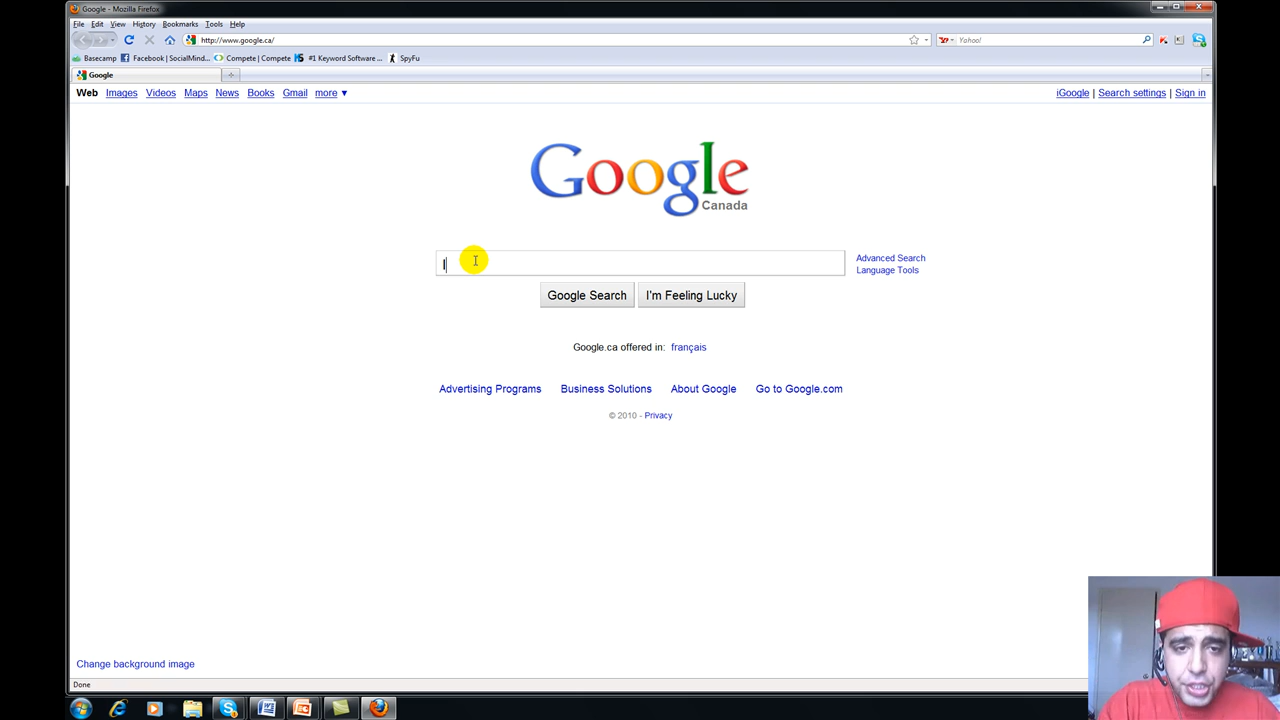 Google - Mozilla Firefox
File Edit View History Bookmarks Tools Help
http://www.google.ca/ Yahoo!
Basecamp Facebook | SocialMind... Compete | Compete #1 Keyword Software ... SpyFu
Google
Web Images Videos Maps News Books Gmail more ▼ iGoogle | Search settings | Sign in
Google
Canada
Advanced Search
Language Tools
Google Search I'm Feeling Lucky
Google.ca offered in: français
Advertising Programs Business Solutions About Google Go to Google.com
© 2010 - Privacy
Change background image
Done